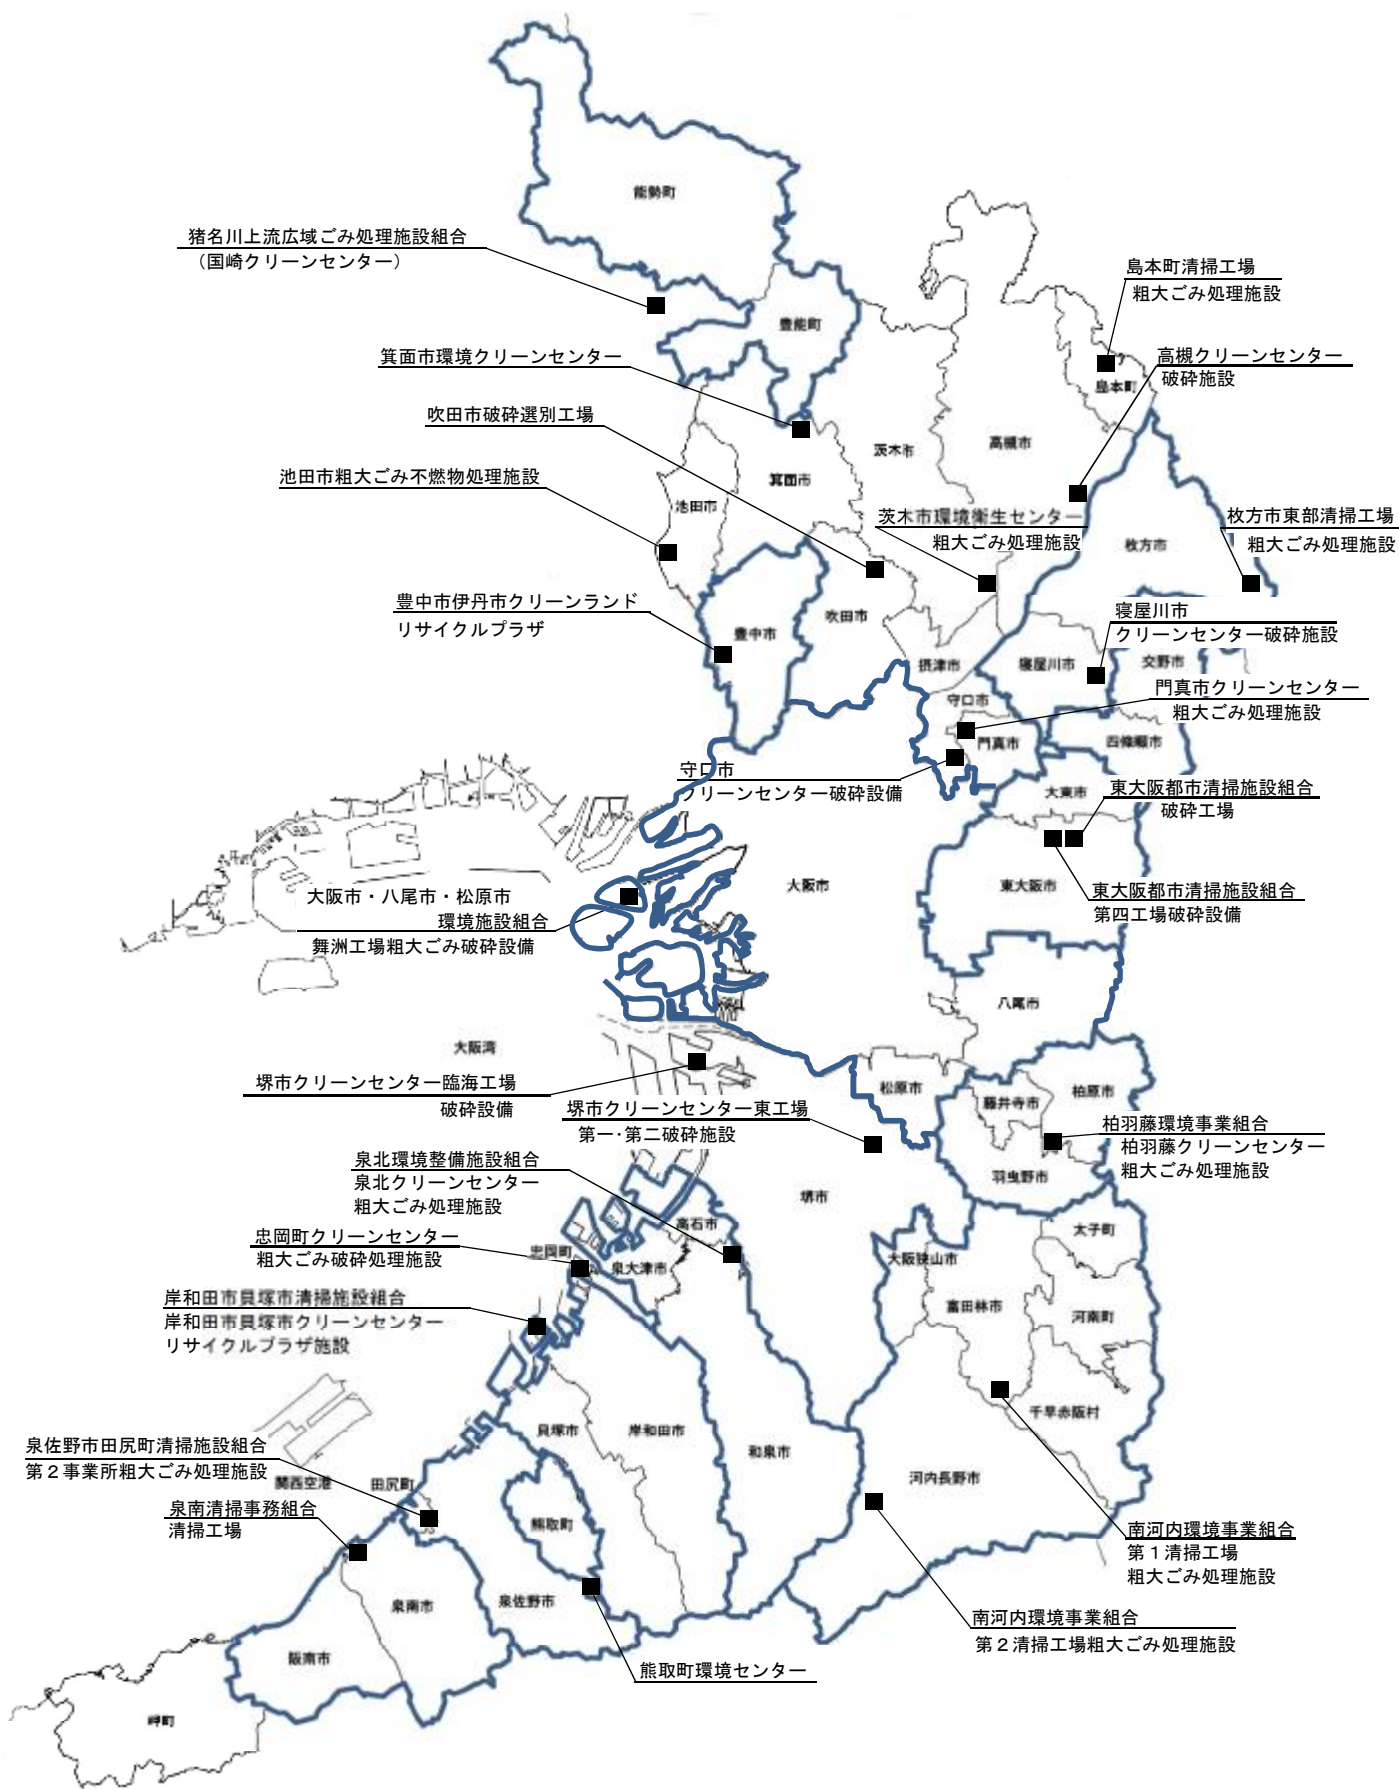 能勢町
猪名川上流広域ごみ処理施設組合
（国崎クリーンセンター）
島本町清掃工場
粗大ごみ処理施設
豊能町
箕面市環境クリーンセンター
高槻クリーンセンター
破砕施設
島本町
吹田市破砕選別工場
茨木市
高槻市
池田市粗大ごみ不燃物処理施設
箕面市
池田市
茨木市環境衛生センター
粗大ごみ処理施設
枚方市東部清掃工場
粗大ごみ処理施設
枚方市
豊中市伊丹市クリーンランド
リサイクルプラザ
豊中市
吹田市
寝屋川市
クリーンセンター破砕施設
摂津市
寝屋川市
交野市
守口市
門真市クリーンセンター
粗大ごみ処理施設
門真市
四條畷市
守口市
クリーンセンター破砕設備
大東市
東大阪都市清掃施設組合
破砕工場
大阪市
東大阪市
東大阪都市清掃施設組合
第四工場破砕設備
大阪市・八尾市・松原市
環境施設組合
舞洲工場粗大ごみ破砕設備
八尾市
大阪湾
堺市クリーンセンター臨海工場
破砕設備
松原市
藤井寺市
柏原市
堺市クリーンセンター東工場
第一・第二破砕施設
柏羽藤環境事業組合
柏羽藤クリーンセンター
粗大ごみ処理施設
泉北環境整備施設組合
泉北クリーンセンター
粗大ごみ処理施設
羽曳野市
堺市
高石市
太子町
忠岡町クリーンセンター
粗大ごみ破砕処理施設
忠岡町
泉大津市
大阪狭山市
岸和田市貝塚市清掃施設組合
岸和田市貝塚市クリーンセンター
リサイクルプラザ施設
富田林市
河南町
千早赤阪村
貝塚市
岸和田市
和泉市
泉佐野市田尻町清掃施設組合
第２事業所粗大ごみ処理施設
関西空港
田尻町
河内長野市
泉南清掃事務組合
清掃工場
熊取町
南河内環境事業組合
第１清掃工場
粗大ごみ処理施設
泉南市
泉佐野市
南河内環境事業組合
第２清掃工場粗大ごみ処理施設
阪南市
熊取町環境センター
岬町